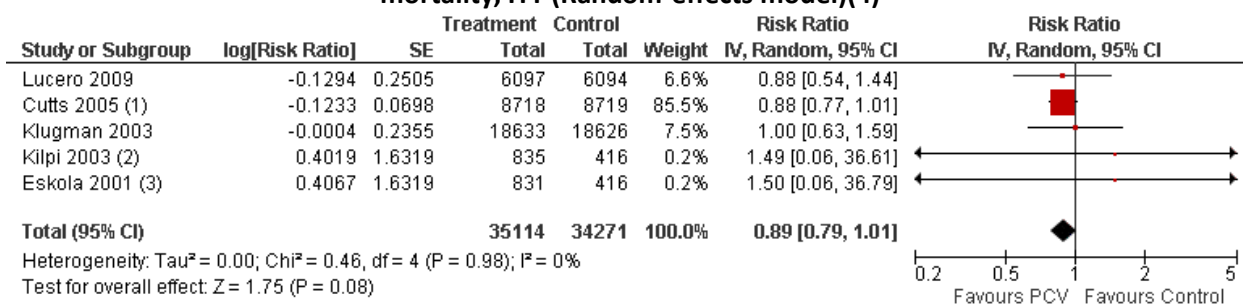 mortality, ITT (Random-effects model)(4)
Treatment Control Risk Ratio Risk Ratio
Study or Subgroup log[Risk Ratio] SE Total Total Weight IV, Random, 95% CI IV, Random, 95% CI
Lucero 2009 -0.1294 0.2505 6097 6094 6.6% 0.88 [0.54, 1.44]
Cutts 2005 (1) -0.1233 0.0698 8718 8719 85.5% 0.88 [0.77, 1.01]
Klugman 2003 -0.0004 0.2355 18633 18626 7.5% 1.00 [0.63, 1.59]
Kilpi 2003 (2) 0.4019 1.6319 835 416 0.2% 1.49 [0.06, 36.61]
Eskola 2001 (3) 0.4067 1.6319 831 416 0.2% 1.50 [0.06, 36.79]
Total (95% CI) 35114 34271 100.0% 0.89 [0.79, 1.01]
Heterogeneity: Tau² = 0.00; Chi² = 0.46, df = 4 (P = 0.98); I² = 0%
Test for overall effect: Z = 1.75 (P = 0.08)
0.2 0.5 1 2 5
Favours PCV Favours Control